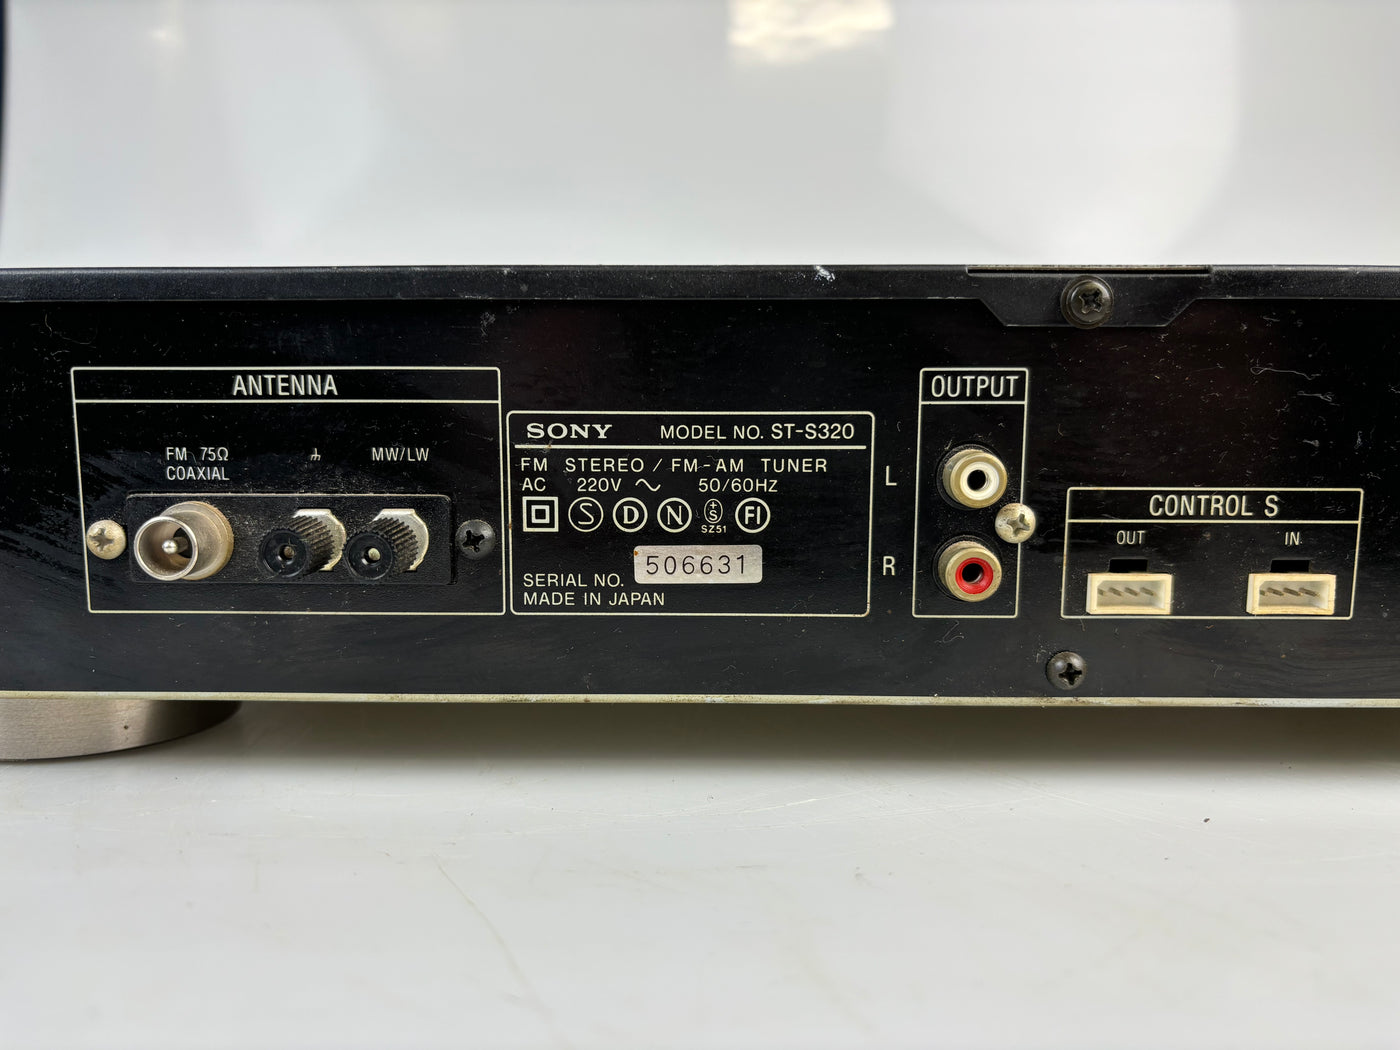 ANTENNA
FM 75Ω
COAXIAL
MW/LW
SONY MODEL NO. ST-S320
FM STEREO / FM-AM TUNER
AC 220V ~ 50/60HZ
S D N +S FI
SZ51
SERIAL NO. 506631
MADE IN JAPAN
OUTPUT
L
R
CONTROL S
OUT IN